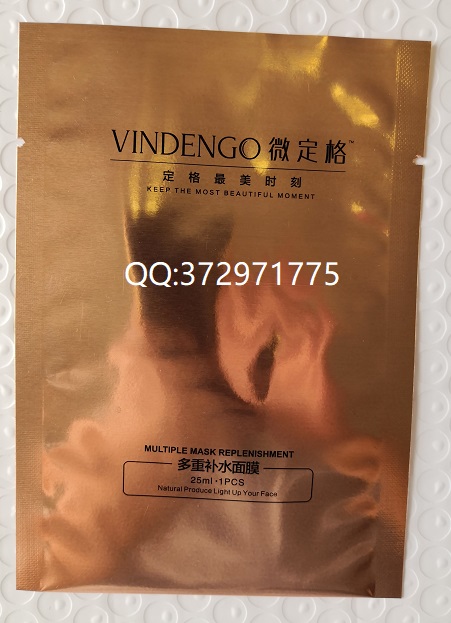 VINDENGO 微定格™
定格最美时刻
KEEP THE MOST BEAUTIFUL MOMENT
QQ:372971775
MULTIPLE MASK REPLENISHMENT
多重补水面膜
25ml·1PCS
Natural Produce Light Up Your Face